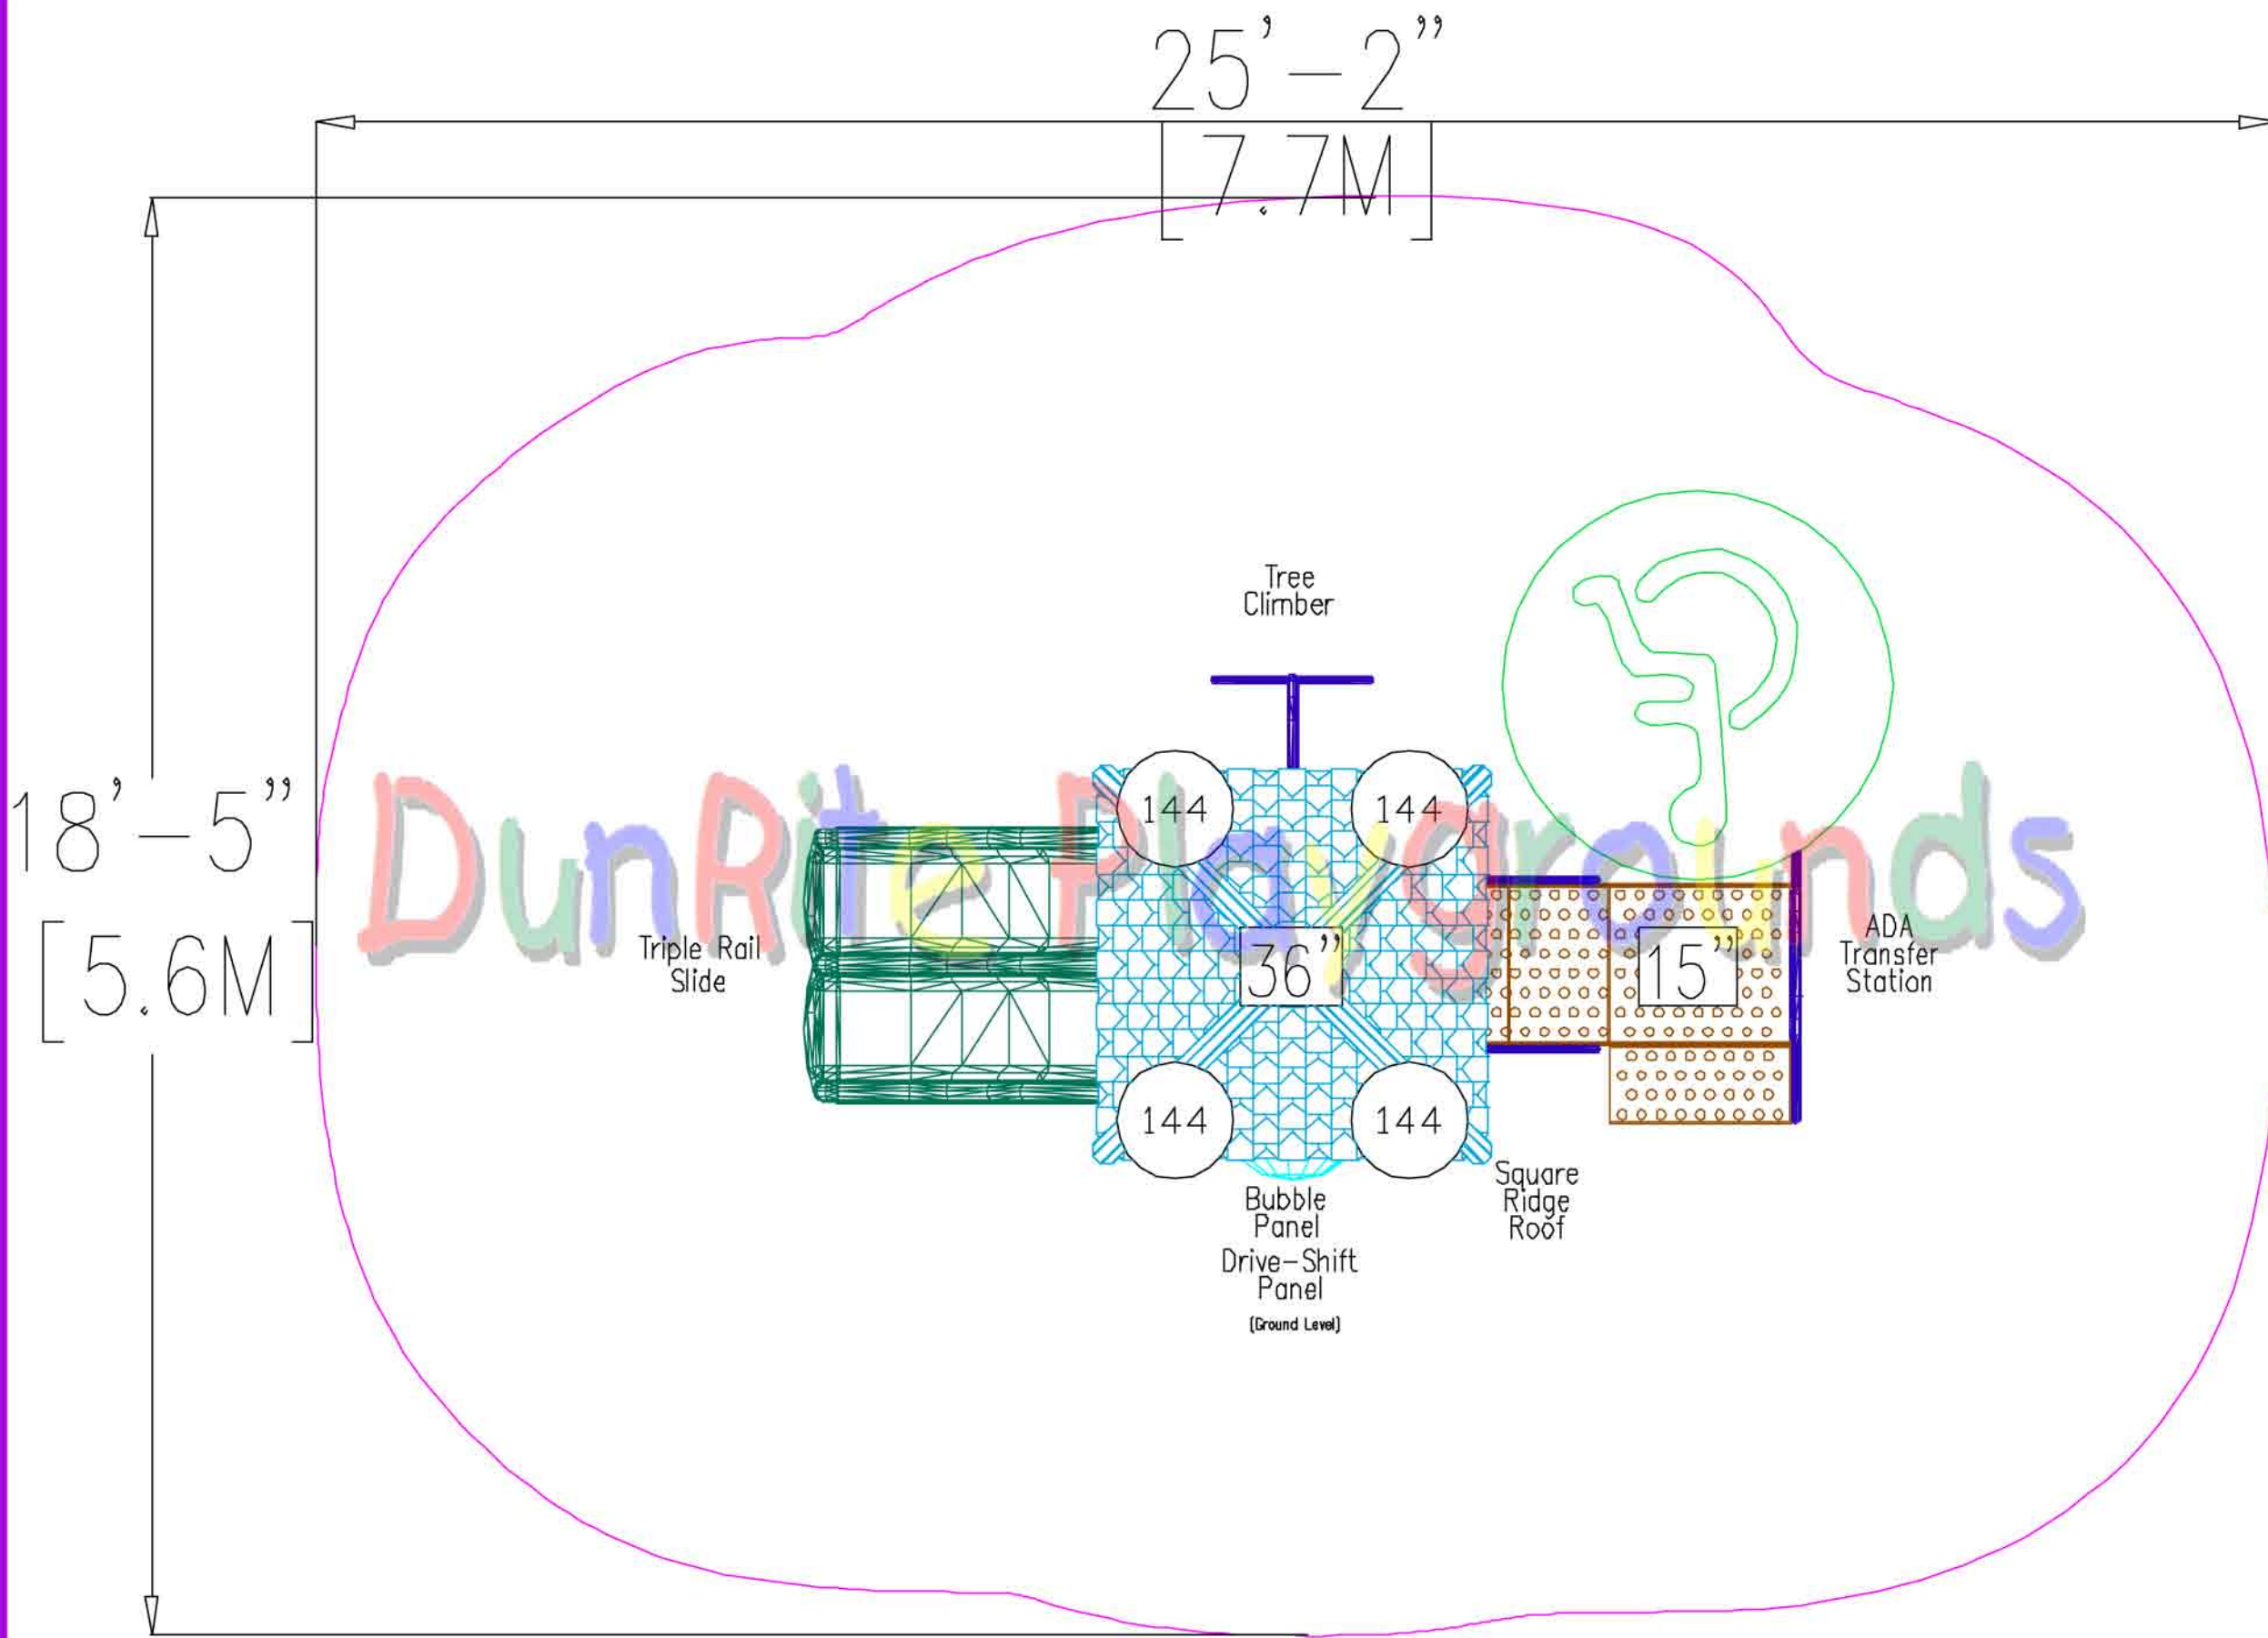 25'-2"
[7.7M]
Tree
Climber
18'-5"
[5.6M]
144
144
DunRite Playgrounds
Triple Rail
Slide
36"
15"
ADA
Transfer
Station
144
144
Square
Ridge
Roof
Bubble
Panel
Drive-Shift
Panel
(Ground Level)